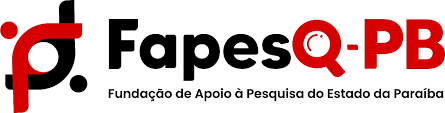 FapesQ-PB
Fundação de Apoio à Pesquisa do Estado da Paraíba